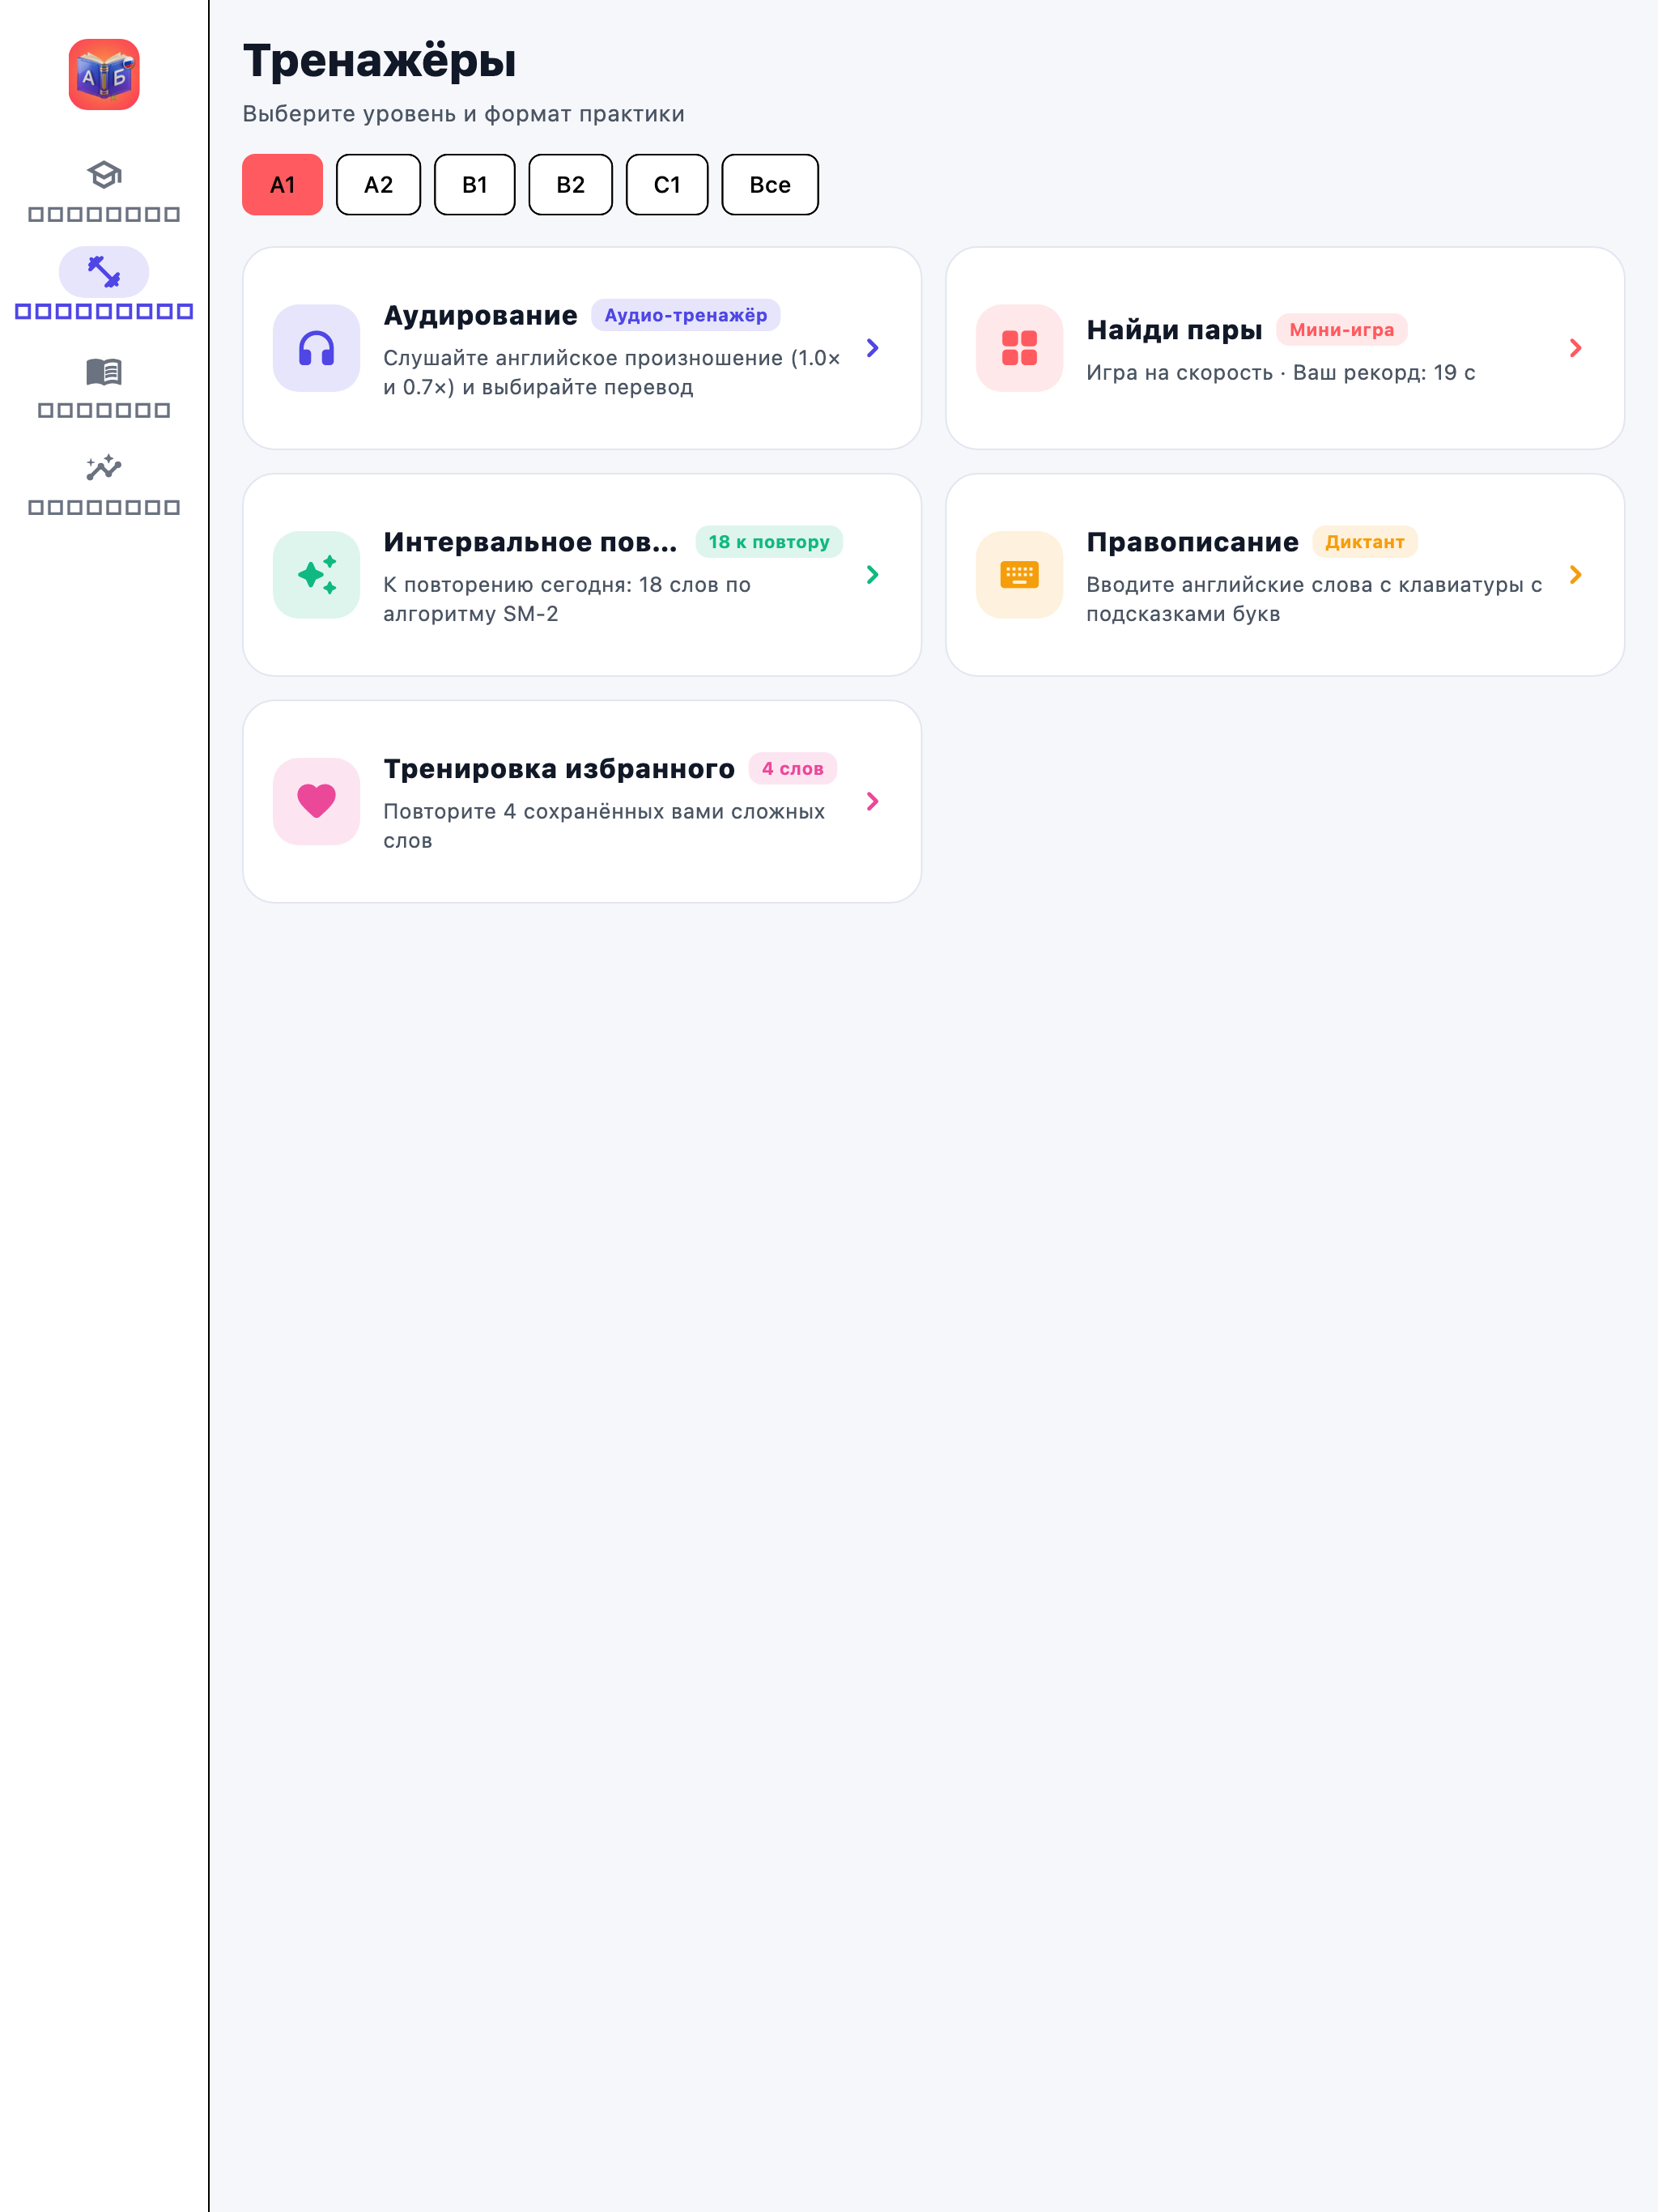 А Б
Тренажёры
Выберите уровень и формат практики
A1
A2
B1
B2
C1
Все
Аудирование
Аудио-тренажёр
Слушайте английское произношение (1.0×
и 0.7×) и выбирайте перевод
Найди пары
Мини-игра
Игра на скорость · Ваш рекорд: 19 с
Интервальное пов...
18 к повтору
К повторению сегодня: 18 слов по
алгоритму SM-2
Правописание
Диктант
Вводите английские слова с клавиатуры с
подсказками букв
Тренировка избранного
4 слов
Повторите 4 сохранённых вами сложных
слов